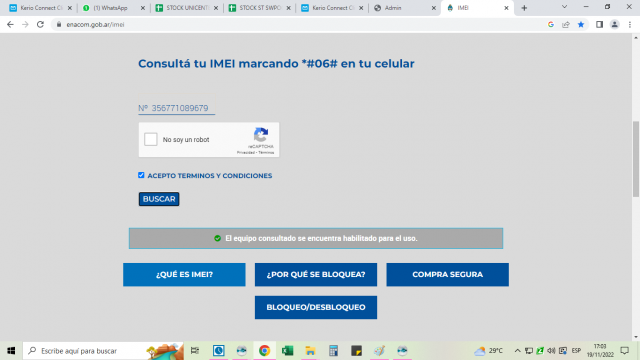 Kerio Connect Cl
(1) WhatsApp
STOCK UNICENTO
STOCK ST SWPO
Kerio Connect Cl
Admin
IMEI
enacom.gob.ar/imei
Consultá tu IMEI marcando *#06# en tu celular
Nº 356771089679
No soy un robot
reCAPTCHA
Privacidad - Términos
ACEPTO TERMINOS Y CONDICIONES
BUSCAR
El equipo consultado se encuentra habilitado para el uso.
¿QUÉ ES IMEI?
¿POR QUÉ SE BLOQUEA?
COMPRA SEGURA
BLOQUEO/DESBLOQUEO
Escribe aquí para buscar
29°C
ESP
17:03
19/11/2022